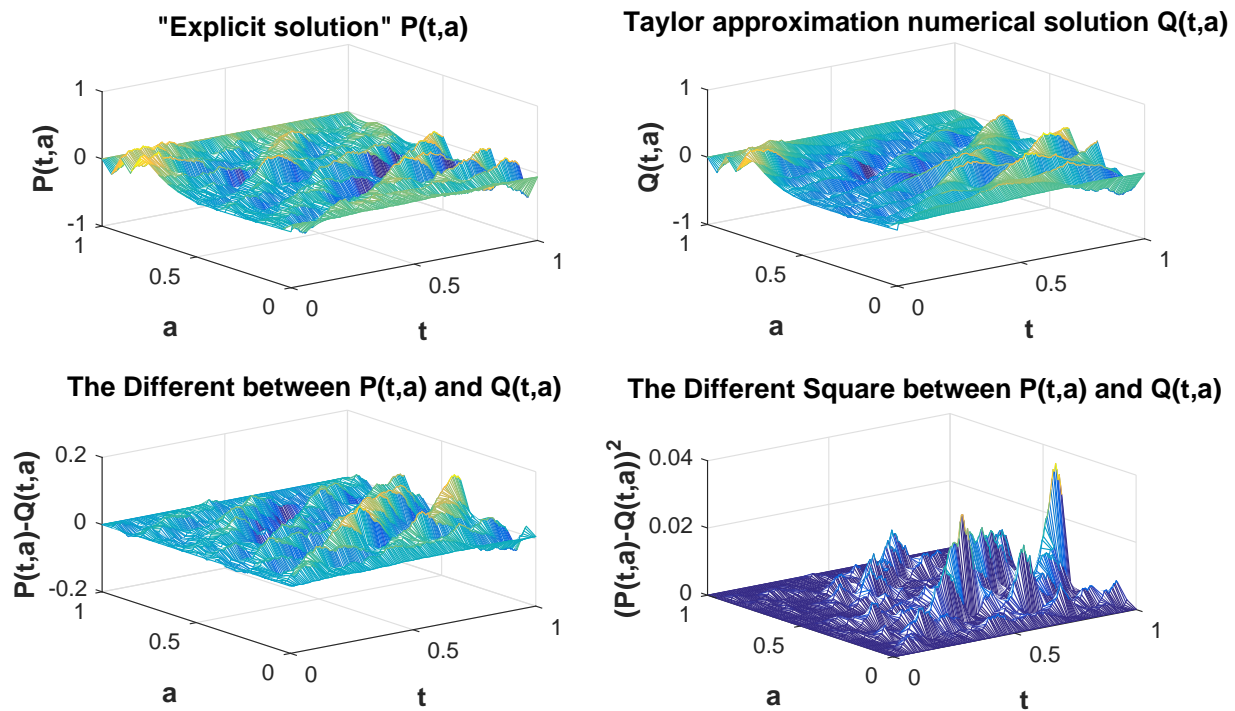 "Explicit solution" P(t,a)
1
0
-1
P(t,a)
1
0.5
0
a
0
0.5
1
t
Taylor approximation numerical solution Q(t,a)
1
0
-1
Q(t,a)
1
0.5
0
a
0
0.5
1
t
The Different between P(t,a) and Q(t,a)
0.2
0
-0.2
P(t,a)-Q(t,a)
1
0.5
0
a
0
0.5
1
t
The Different Square between P(t,a) and Q(t,a)
0.04
0.02
0
(P(t,a)-Q(t,a))²
1
0.5
0
a
0
0.5
1
t